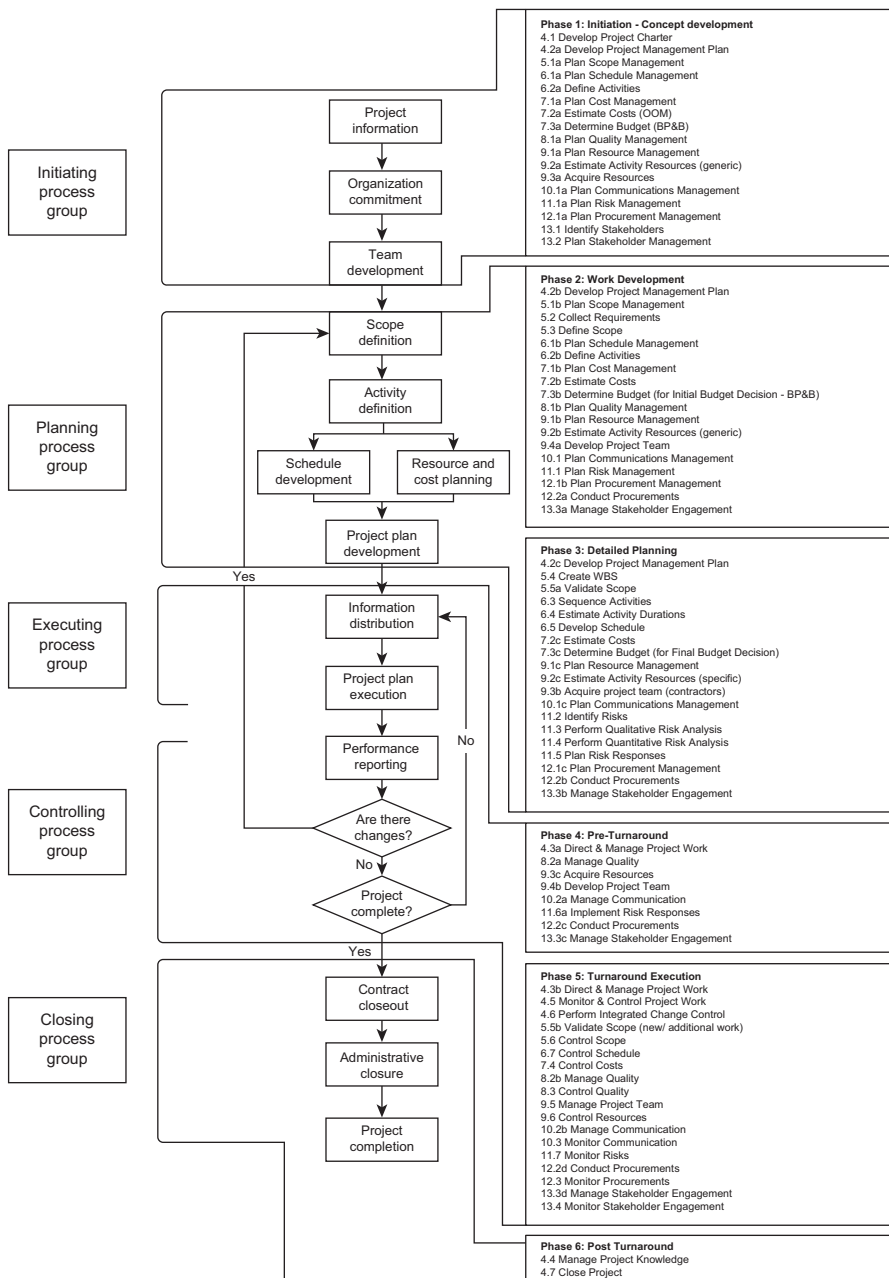 Initiating
process
group
Planning
process
group
Executing
process
group
Controlling
process
group
Closing
process
group
Project
information
Organization
commitment
Team
development
Scope
definition
Activity
definition
Schedule
development
Resource and
cost planning
Project plan
development
Yes
Information
distribution
Project plan
execution
No
Performance
reporting
Are there
changes?
No
Project
complete?
Yes
Contract
closeout
Administrative
closure
Project
completion
Phase 1: Initiation - Concept development
4.1 Develop Project Charter
4.2a Develop Project Management Plan
5.1a Plan Scope Management
6.1a Plan Schedule Management
6.2a Define Activities
7.1a Plan Cost Management
7.2a Estimate Costs (OOM)
7.3a Determine Budget (BP&B)
8.1a Plan Quality Management
9.1a Plan Resource Management
9.2a Estimate Activity Resources (generic)
9.3a Acquire Resources
10.1a Plan Communications Management
11.1a Plan Risk Management
12.1a Plan Procurement Management
13.1 Identify Stakeholders
13.2 Plan Stakeholder Management
Phase 2: Work Development
4.2b Develop Project Management Plan
5.1b Plan Scope Management
5.2 Collect Requirements
5.3 Define Scope
6.1b Plan Schedule Management
6.2b Define Activities
7.1b Plan Cost Management
7.2b Estimate Costs
7.3b Determine Budget (for Initial Budget Decision - BP&B)
8.1b Plan Quality Management
9.1b Plan Resource Management
9.2b Estimate Activity Resources (generic)
9.4a Develop Project Team
10.1 Plan Communications Management
11.1 Plan Risk Management
12.1b Plan Procurement Management
12.2a Conduct Procurements
13.3a Manage Stakeholder Engagement
Phase 3: Detailed Planning
4.2c Develop Project Management Plan
5.4 Create WBS
5.5a Validate Scope
6.3 Sequence Activities
6.4 Estimate Activity Durations
6.5 Develop Schedule
7.2c Estimate Costs
7.3c Determine Budget (for Final Budget Decision)
9.1c Plan Resource Management
9.2c Estimate Activity Resources (specific)
9.3b Acquire project team (contractors)
10.1c Plan Communications Management
11.2 Identify Risks
11.3 Perform Qualitative Risk Analysis
11.4 Perform Quantitative Risk Analysis
11.5 Plan Risk Responses
12.1c Plan Procurement Management
12.2b Conduct Procurements
13.3b Manage Stakeholder Engagement
Phase 4: Pre-Turnaround
4.3a Direct & Manage Project Work
8.2a Manage Quality
9.3c Acquire Resources
9.4b Develop Project Team
10.2a Manage Communication
11.6a Implement Risk Responses
12.2c Conduct Procurements
13.3c Manage Stakeholder Engagement
Phase 5: Turnaround Execution
4.3b Direct & Manage Project Work
4.5 Monitor & Control Project Work
4.6 Perform Integrated Change Control
5.5b Validate Scope (new/ additional work)
5.6 Control Scope
6.7 Control Schedule
7.4 Control Costs
8.2b Manage Quality
8.3 Control Quality
9.5 Manage Project Team
9.6 Control Resources
10.2b Manage Communication
10.3 Monitor Communication
11.7 Monitor Risks
12.2d Conduct Procurements
12.3 Monitor Procurements
13.3d Manage Stakeholder Engagement
13.4 Monitor Stakeholder Engagement
Phase 6: Post Turnaround
4.4 Manage Project Knowledge
4.7 Close Project